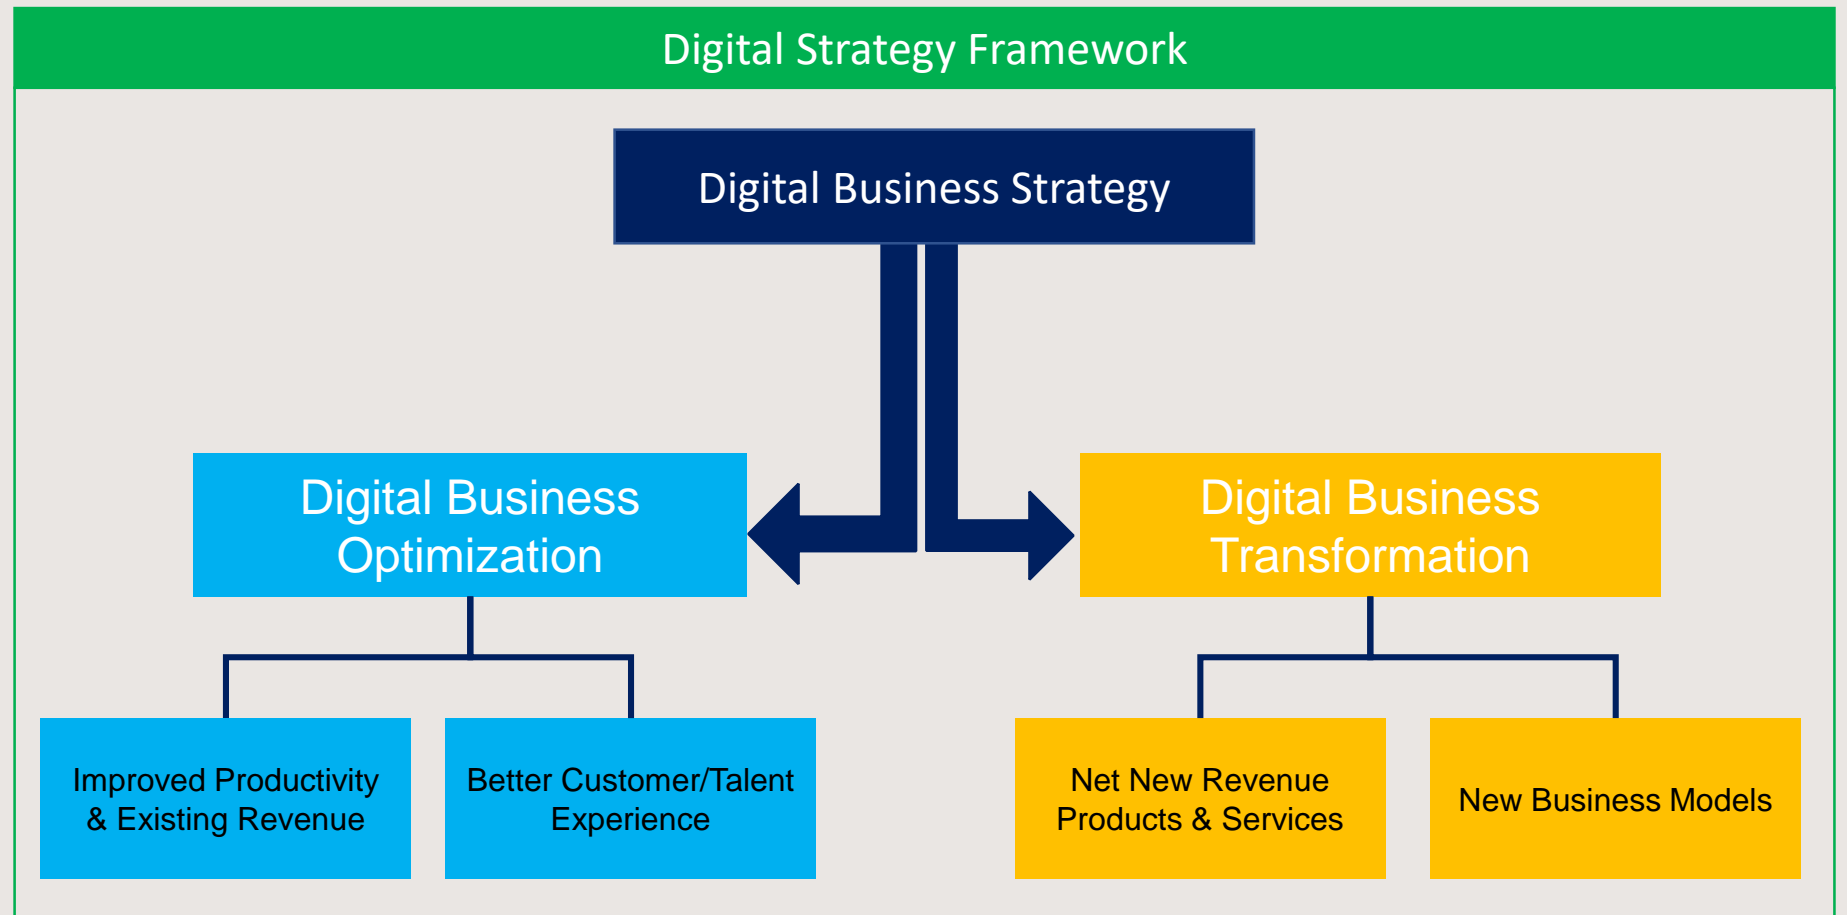 Digital Strategy Framework
Digital Business Strategy
Digital Business
Optimization
Digital Business
Transformation
Improved Productivity
& Existing Revenue
Better Customer/Talent
Experience
Net New Revenue
Products & Services
New Business Models